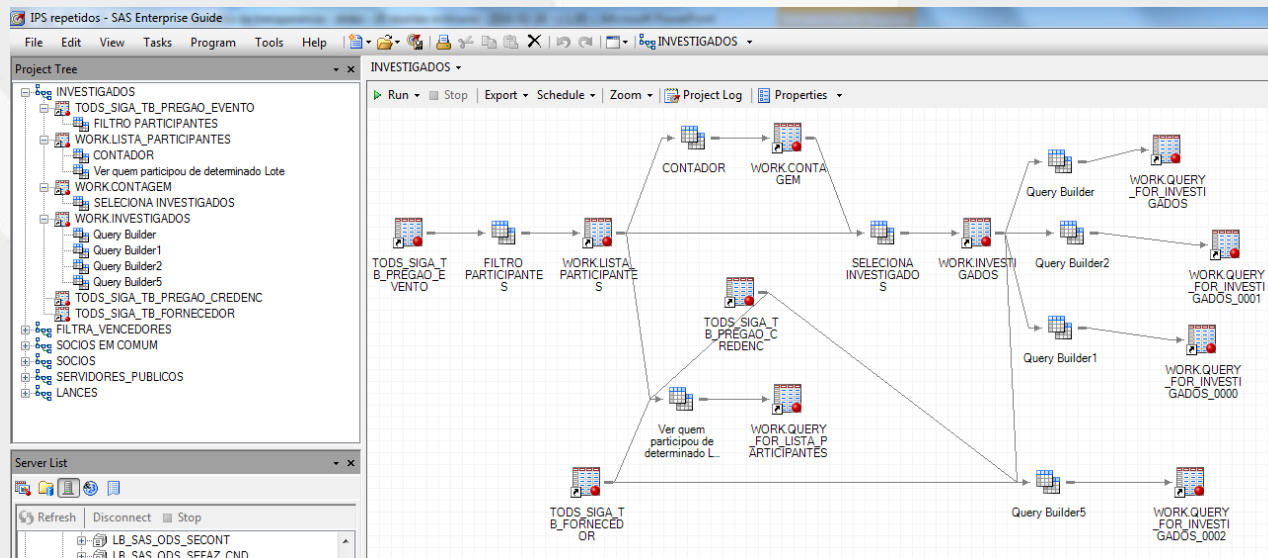 IPS repetidos - SAS Enterprise Guide
File Edit View Tasks Program Tools Help INVESTIGADOS
Project Tree
INVESTIGADOS
TODS_SIGA_TB_PREGAO_EVENTO
FILTRO PARTICIPANTES
WORK.LISTA_PARTICIPANTES
CONTADOR
Ver quem participou de determinado Lote
WORK.CONTAGEM
SELECIONA INVESTIGADOS
WORK.INVESTIGADOS
Query Builder
Query Builder1
Query Builder2
Query Builder5
TODS_SIGA_TB_PREGAO_CREDENC
TODS_SIGA_TB_FORNECEDOR
FILTRA_VENCEDORES
SOCIOS EM COMUM
SOCIOS
SERVIDORES_PUBLICOS
LANCES
Server List
Refresh Disconnect Stop
LB_SAS_ODS_SECONT
LB_SAS_ODS_SEFAZ_CND
INVESTIGADOS
Run Stop Export Schedule Zoom Project Log Properties
CONTADOR
WORK.CONTA
GEM
Query Builder
WORK.QUERY
_FOR_INVESTI
GADOS
TODS_SIGA_T
B_PREGAO_E
VENTO
FILTRO
PARTICIPANTE
S
WORK.LISTA_
PARTICIPANTE
S
SELECIONA
INVESTIGADO
S
WORK.INVESTI
GADOS
Query Builder2
WORK.QUERY
_FOR_INVESTI
GADOS_0001
TODS_SIGA_T
B_PREGAO_C
REDENC
Query Builder1
WORK.QUERY
_FOR_INVESTI
GADOS_0000
Ver quem
participou de
determinado L...
WORK.QUERY
_FOR_LISTA_P
ARTICIPANTES
TODS_SIGA_T
B_FORNECED
OR
Query Builder5
WORK.QUERY
_FOR_INVESTI
GADOS_0002